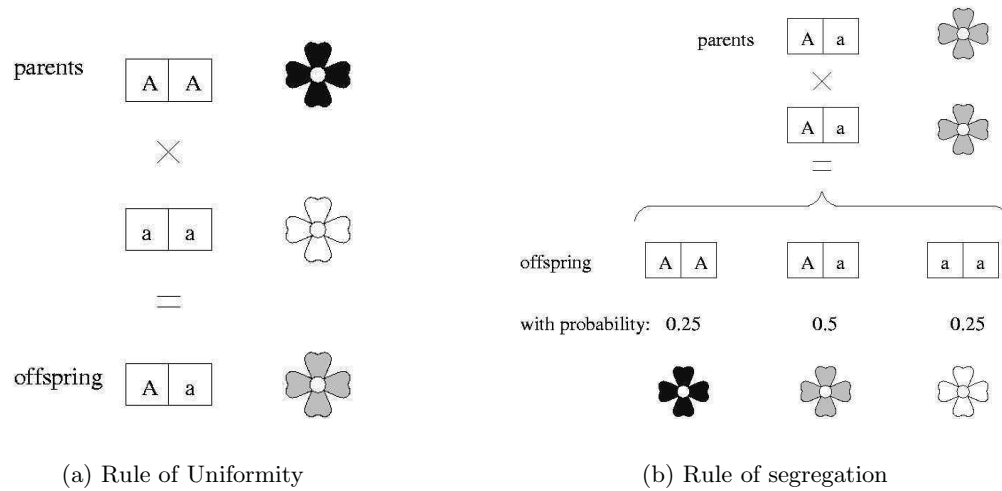 parents
A A
×
a a
=
offspring
A a
(a) Rule of Uniformity
parents
A a
×
A a
=
offspring
A A A a a a
with probability: 0.25 0.5 0.25
(b) Rule of segregation